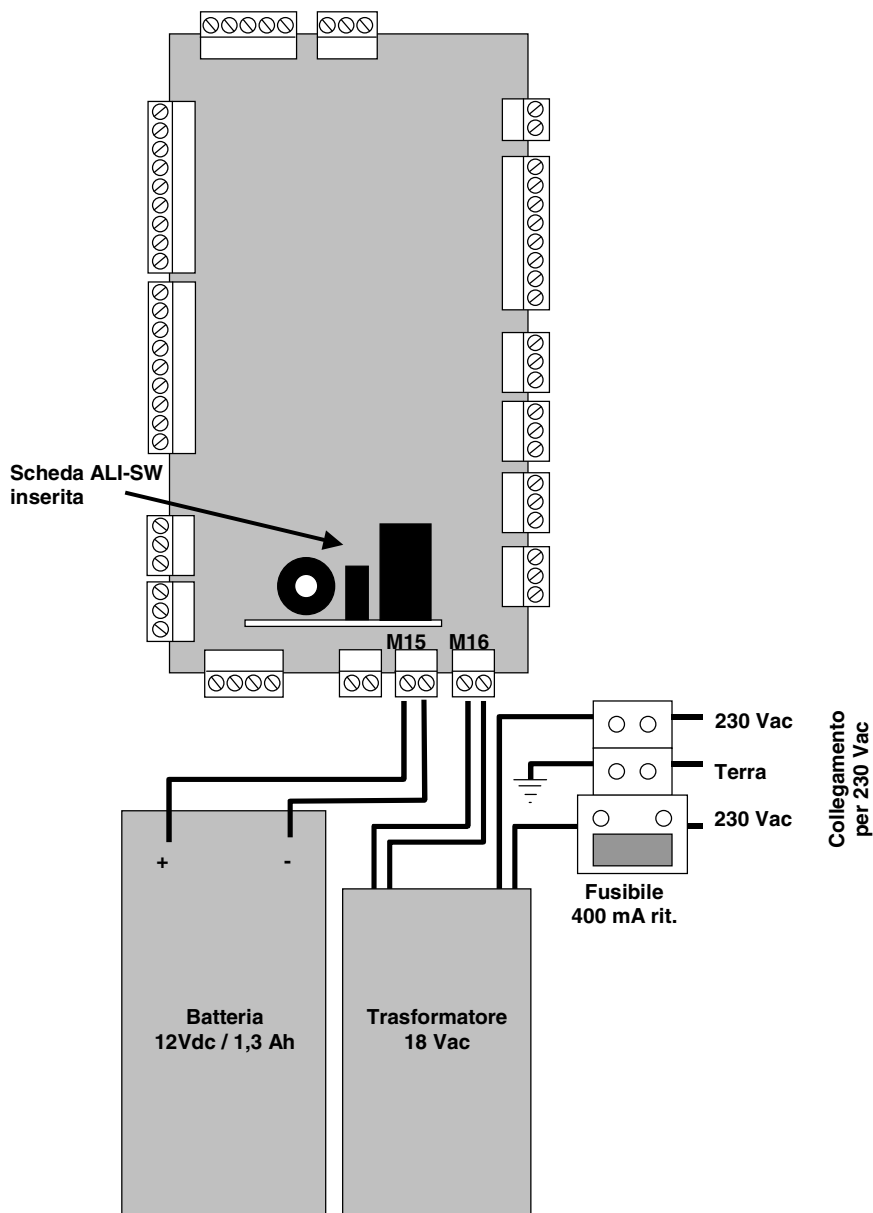 Scheda ALI-SW
inserita
M15 M16
230 Vac
Terra
230 Vac
Collegamento
per 230 Vac
Fusibile
400 mA rit.
+ -
Batteria
12Vdc / 1,3 Ah
Trasformatore
18 Vac